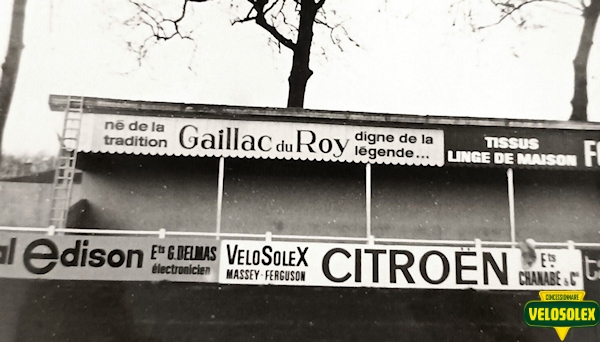 né de la
tradition
Gaillac du Roy
digne de la
légende...
TISSUS
LINGE DE MAISON
edison
Ets G.DELMAS
électronicien
VELOSOLEX
MASSEY-FERGUSON
CITROËN
Ets
CHANABÉ & Cie
CONCESSIONNAIRE
VELOSOLEX